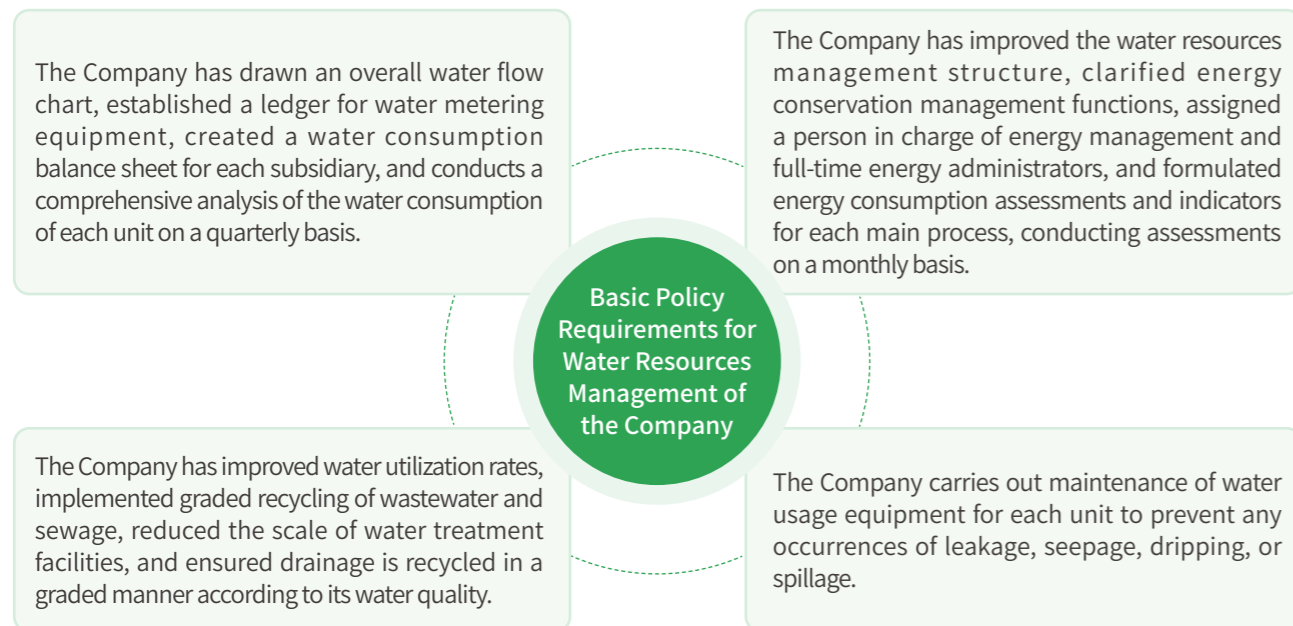 The Company has drawn an overall water flow
chart, established a ledger for water metering
equipment, created a water consumption
balance sheet for each subsidiary, and conducts a
comprehensive analysis of the water consumption
of each unit on a quarterly basis.
The Company has improved the water resources
management structure, clarified energy
conservation management functions, assigned
a person in charge of energy management and
full-time energy administrators, and formulated
energy consumption assessments and indicators
for each main process, conducting assessments
on a monthly basis.
Basic Policy
Requirements for
Water Resources
Management of
the Company
The Company has improved water utilization rates,
implemented graded recycling of wastewater and
sewage, reduced the scale of water treatment
facilities, and ensured drainage is recycled in a
graded manner according to its water quality.
The Company carries out maintenance of water
usage equipment for each unit to prevent any
occurrences of leakage, seepage, dripping, or
spillage.